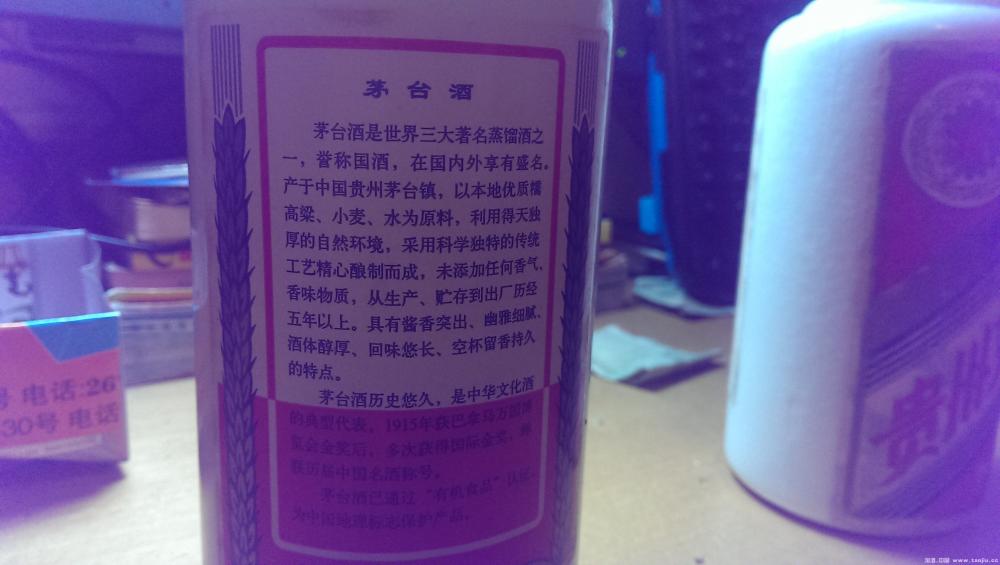 茅台酒
茅台酒是世界三大著名蒸馏酒之
一，誉称国酒，在国内外享有盛名。
产于中国贵州茅台镇，以本地优质糯
高粱、小麦、水为原料，利用得天独
厚的自然环境，采用科学独特的传统
工艺精心酿制而成，未添加任何香气、
香味物质，从生产、贮存到出厂历经
五年以上。具有酱香突出、幽雅细腻、
酒体醇厚、回味悠长、空杯留香持久
的特点。
茅台酒历史悠久，是中华文化酒
的典型代表，1915年获巴拿马万国博
览会金奖后，多次获得国际金奖，蝉
联历届中国名酒称号。
茅台酒已通过“有机食品”认证，
为中国地理标志保护产品。
号 电话:26
30号 电话
贵州
www.tanjiu.cc